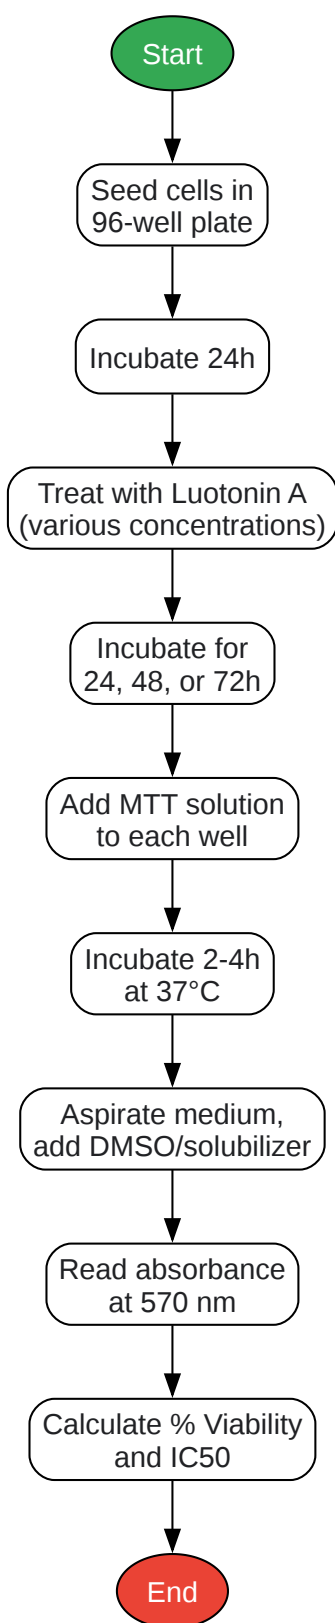 Start
Seed cells in
96-well plate
Incubate 24h
Treat with Luotonin A
(various concentrations)
Incubate for
24, 48, or 72h
Add MTT solution
to each well
Incubate 2-4h
at 37°C
Aspirate medium,
add DMSO/solubilizer
Read absorbance
at 570 nm
Calculate % Viability
and IC50
End